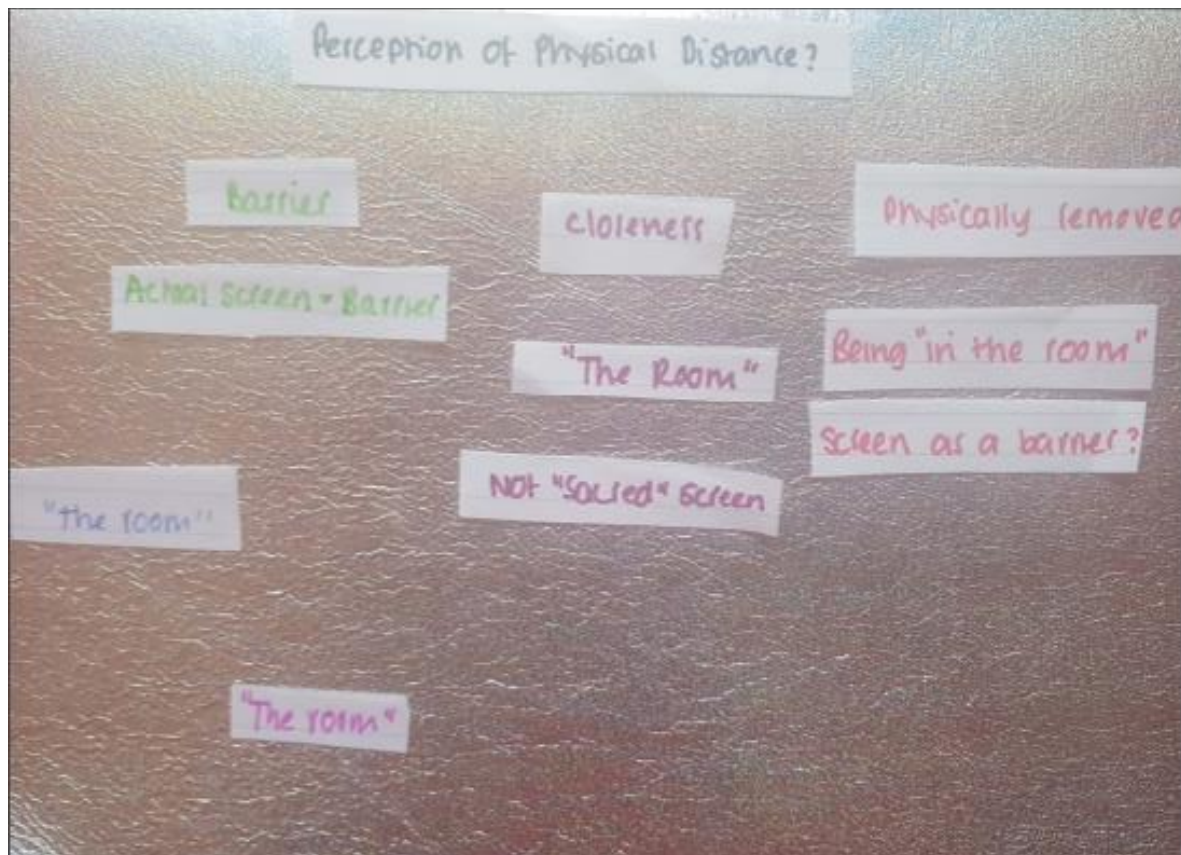 Perception of Physical Distance?
Barrier
Closeness
Physically removed
Actual Screen = Barrier
"The Room"
Being "in the room"
Screen as a barrier?
"The room"
Not "Sacred" Screen
"The room"